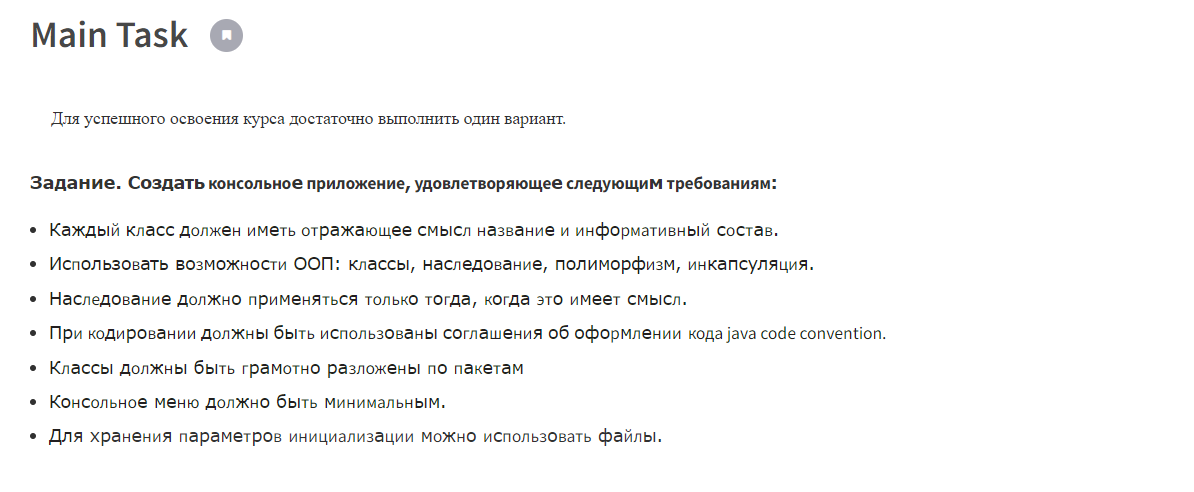 Main Task
Для успешного освоения курса достаточно выполнить один вариант.
Задание. Создать консольное приложение, удовлетворяющее следующим требованиям:
• Каждый класс должен иметь отражающее смысл название и информативный состав.
• Использовать возможности ООП: классы, наследование, полиморфизм, инкапсуляция.
• Наследование должно применяться только тогда, когда это имеет смысл.
• При кодировании должны быть использованы соглашения об оформлении кода java code convention.
• Классы должны быть грамотно разложены по пакетам
• Консольное меню должно быть минимальным.
• Для хранения параметров инициализации можно использовать файлы.